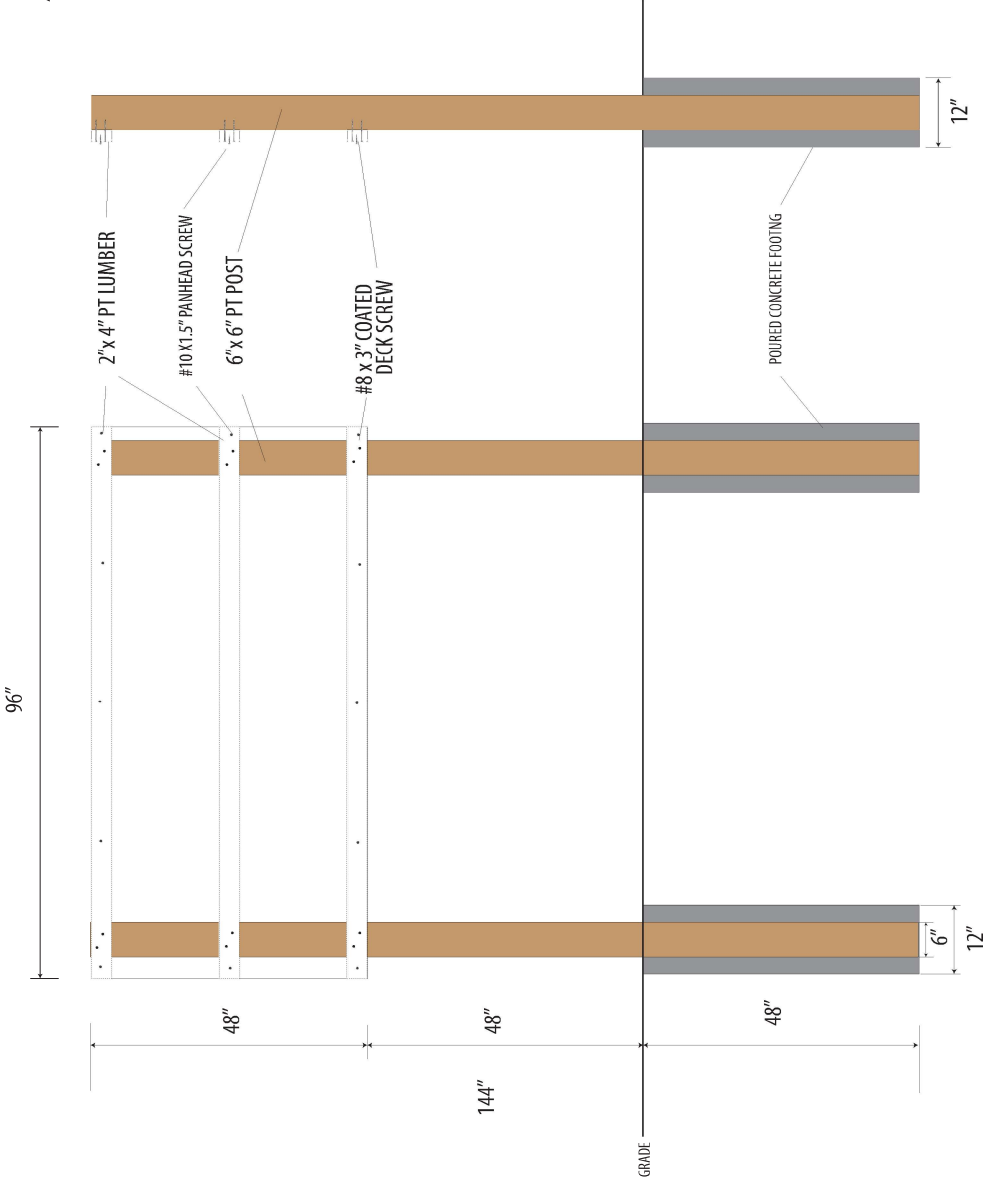 96"
2"x 4" PT LUMBER
#10 X1.5" PANHEAD SCREW
6"x 6" PT POST
#8 x 3" COATED
DECK SCREW
48"
48"
144"
GRADE
48"
POURED CONCRETE FOOTNG
6"
12"
12"